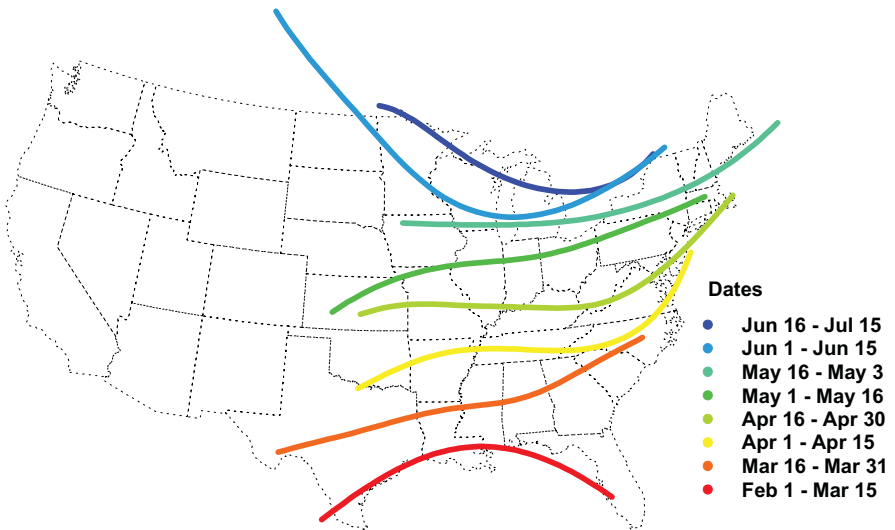 Dates
Jun 16 - Jul 15
Jun 1 - Jun 15
May 16 - May 3
May 1 - May 16
Apr 16 - Apr 30
Apr 1 - Apr 15
Mar 16 - Mar 31
Feb 1 - Mar 15